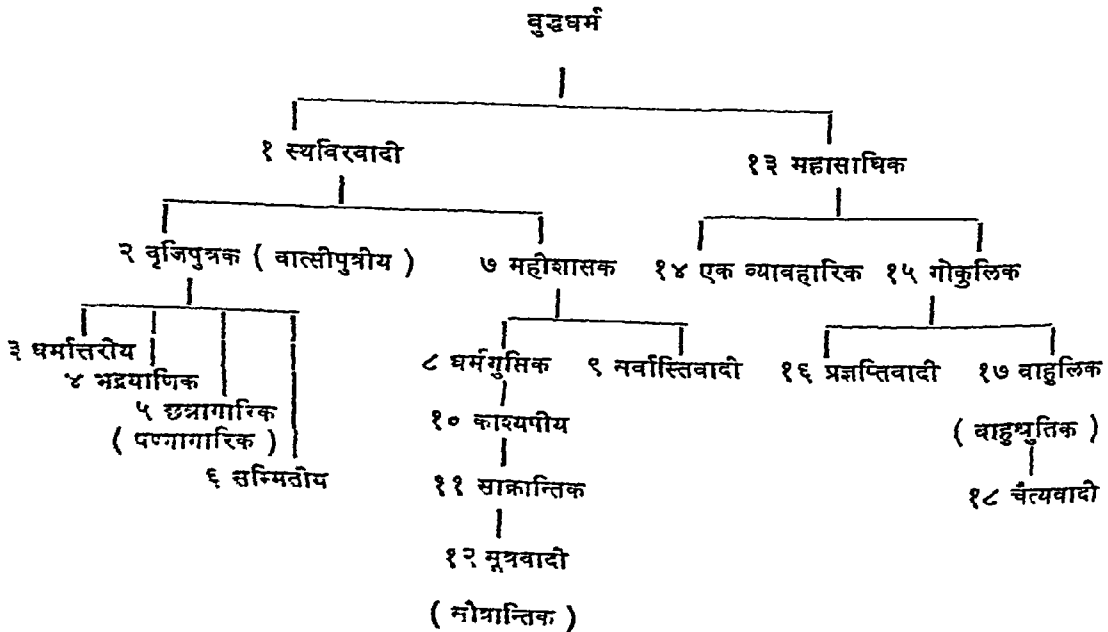 वुद्धधर्म
१ स्थविरवादी
१३ महासाघिक
२ वृजिपुत्रक ( वात्सीपुत्रीय )
७ महीशासक
१४ एक व्यावहारिक
१५ गोकुलिक
३ धर्मोत्तरीय
४ भद्रयाणिक
५ छन्नागारिक
( पण्णागारिक )
६ सम्मितीय
८ धर्मगुप्तिक
९ सर्वास्तिवादी
१० काश्यपीय
११ साक्रान्तिक
१२ सूत्रवादी
( सौत्रान्तिक )
१६ प्रज्ञप्तिवादी
१७ वाहुलिक
( वाहुश्रुतिक )
१८ चैत्यवादी